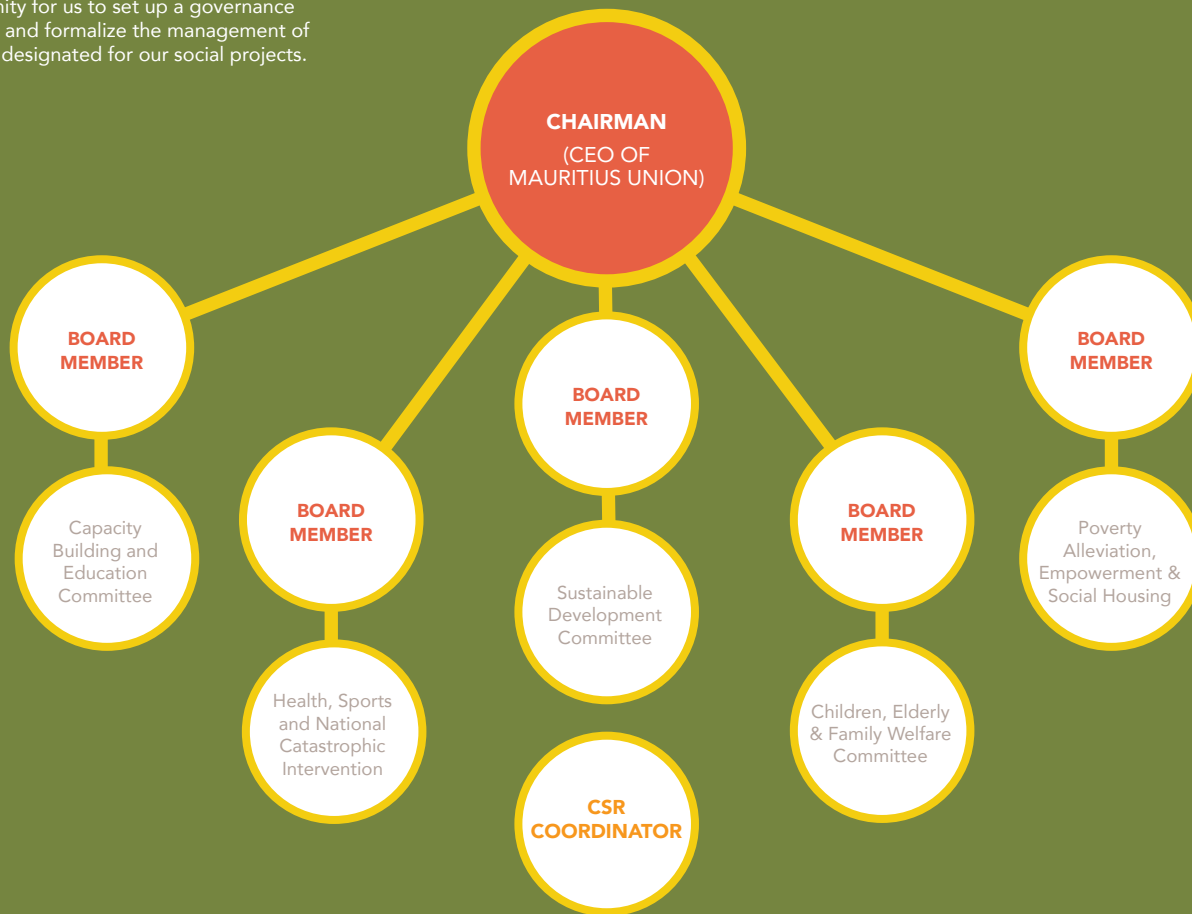 for us to set up a governance
and formalize the management of
designated for our social projects.
CHAIRMAN
(CEO OF
MAURITIUS UNION)
BOARD
MEMBER
Capacity
Building and
Education
Committee
BOARD
MEMBER
Health, Sports
and National
Catastrophic
Intervention
BOARD
MEMBER
Sustainable
Development
Committee
CSR
COORDINATOR
BOARD
MEMBER
Children, Elderly
& Family Welfare
Committee
BOARD
MEMBER
Poverty
Alleviation,
Empowerment &
Social Housing